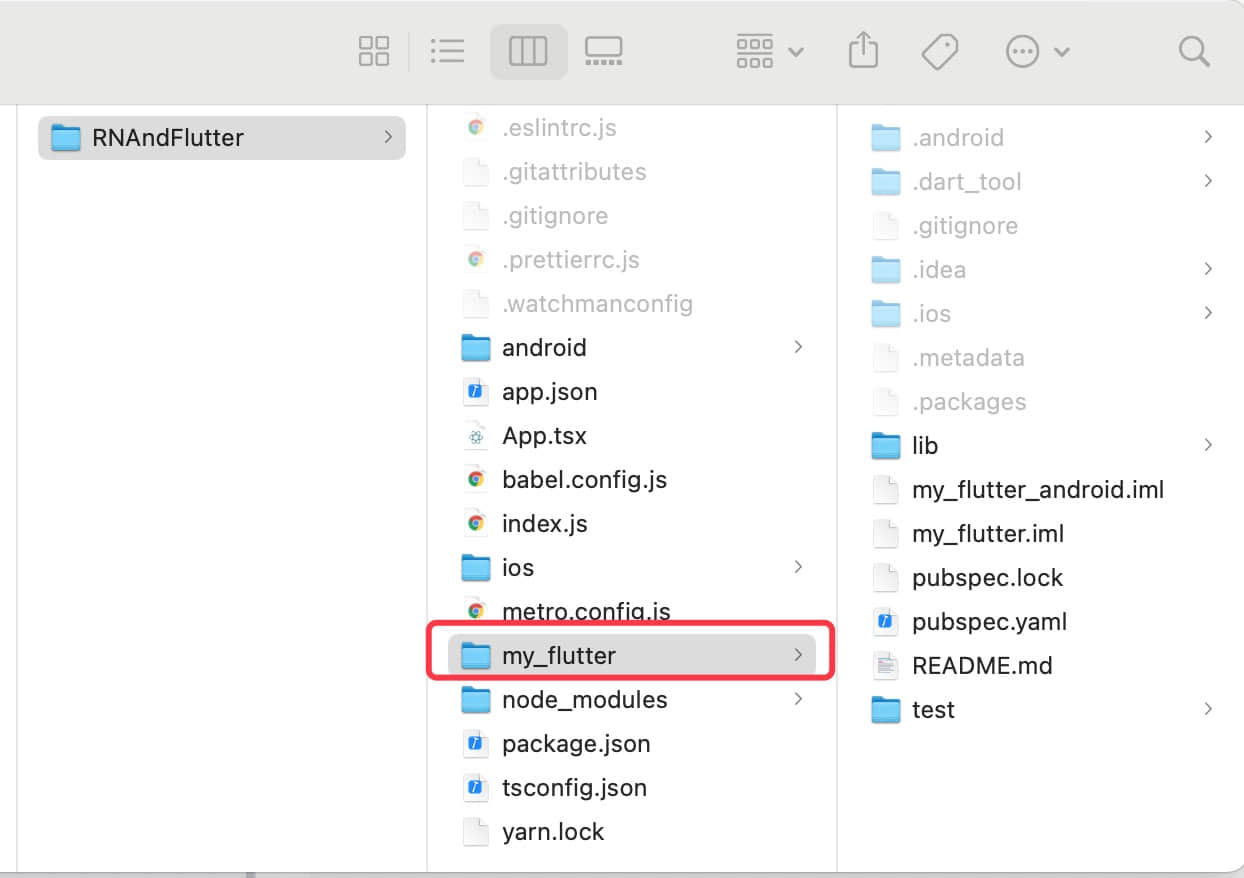 RNAndFlutter
.eslintrc.js
.gitattributes
.gitignore
.prettierrc.js
.watchmanconfig
android
app.json
App.tsx
babel.config.js
index.js
ios
metro.config.js
my_flutter
node_modules
package.json
tsconfig.json
yarn.lock
.android
.dart_tool
.gitignore
.idea
.ios
.metadata
.packages
lib
my_flutter_android.iml
my_flutter.iml
pubspec.lock
pubspec.yaml
README.md
test